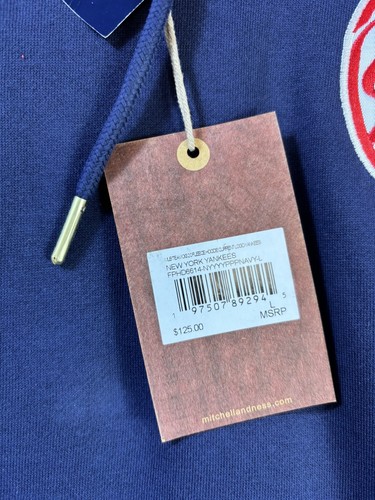 NEW YORK YANKEES
FPHD6514-NYYYYPPPNAVY-L
1 97507 89294 5
L
$125.00
MSRP
mitchellandness.com